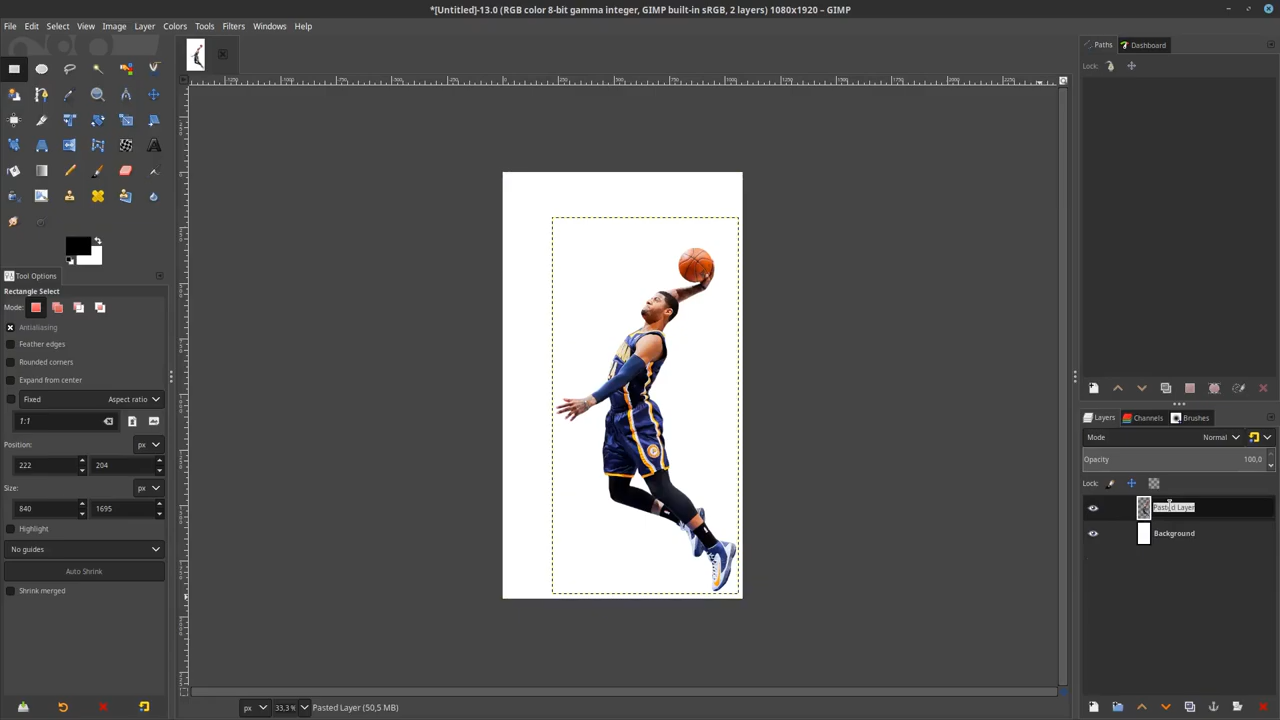 *[Untitled]-13.0 (RGB color 8-bit gamma integer, GIMP built-in sRGB, 2 layers) 1080x1920 – GIMP
File Edit Select View Image Layer Colors Tools Filters Windows Help
Paths Dashboard
Lock:
Tool Options
Rectangle Select
Mode:
Antialiasing
Feather edges
Rounded corners
Expand from center
Fixed Aspect ratio
1:1
Position: px
222 204
Size: px
840 1695
Highlight
No guides
Auto Shrink
Shrink merged
Layers Channels Brushes
Mode Normal
Opacity 100,0
Lock:
Pasted Layer
Background
px 33,3 % Pasted Layer (50,5 MB)